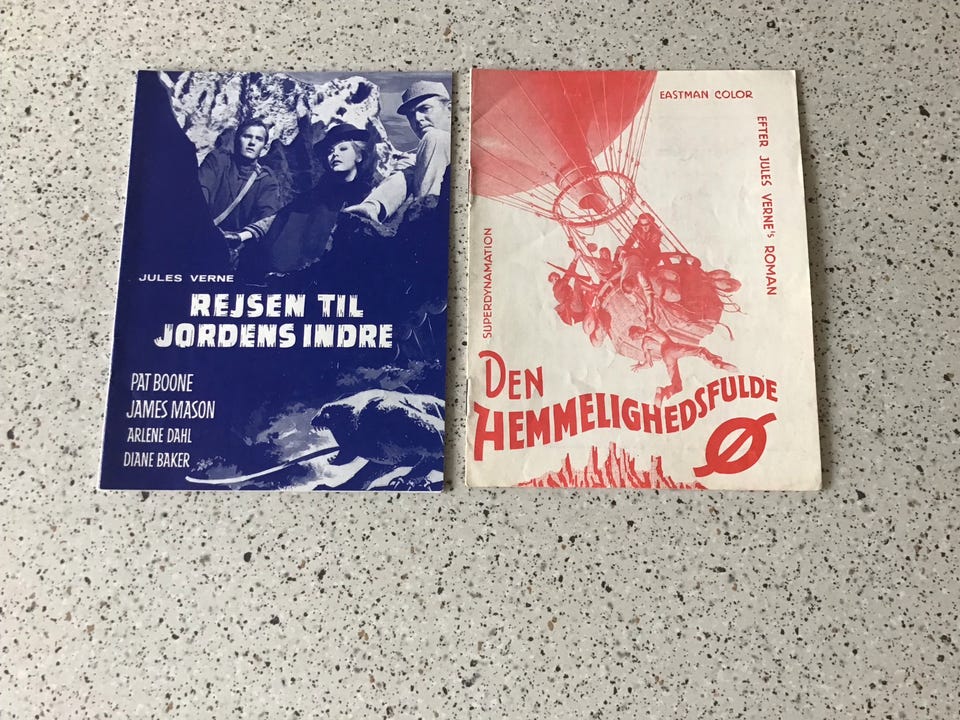 JULES VERNE
REJSEN TIL
JORDENS INDRE
PAT BOONE
JAMES MASON
ARLENE DAHL
DIANE BAKER
EASTMAN COLOR
EFTER JULES VERNE'S ROMAN
SUPERDYNAMATION
DEN
HEMMELIGHEDSFULDE
Ø